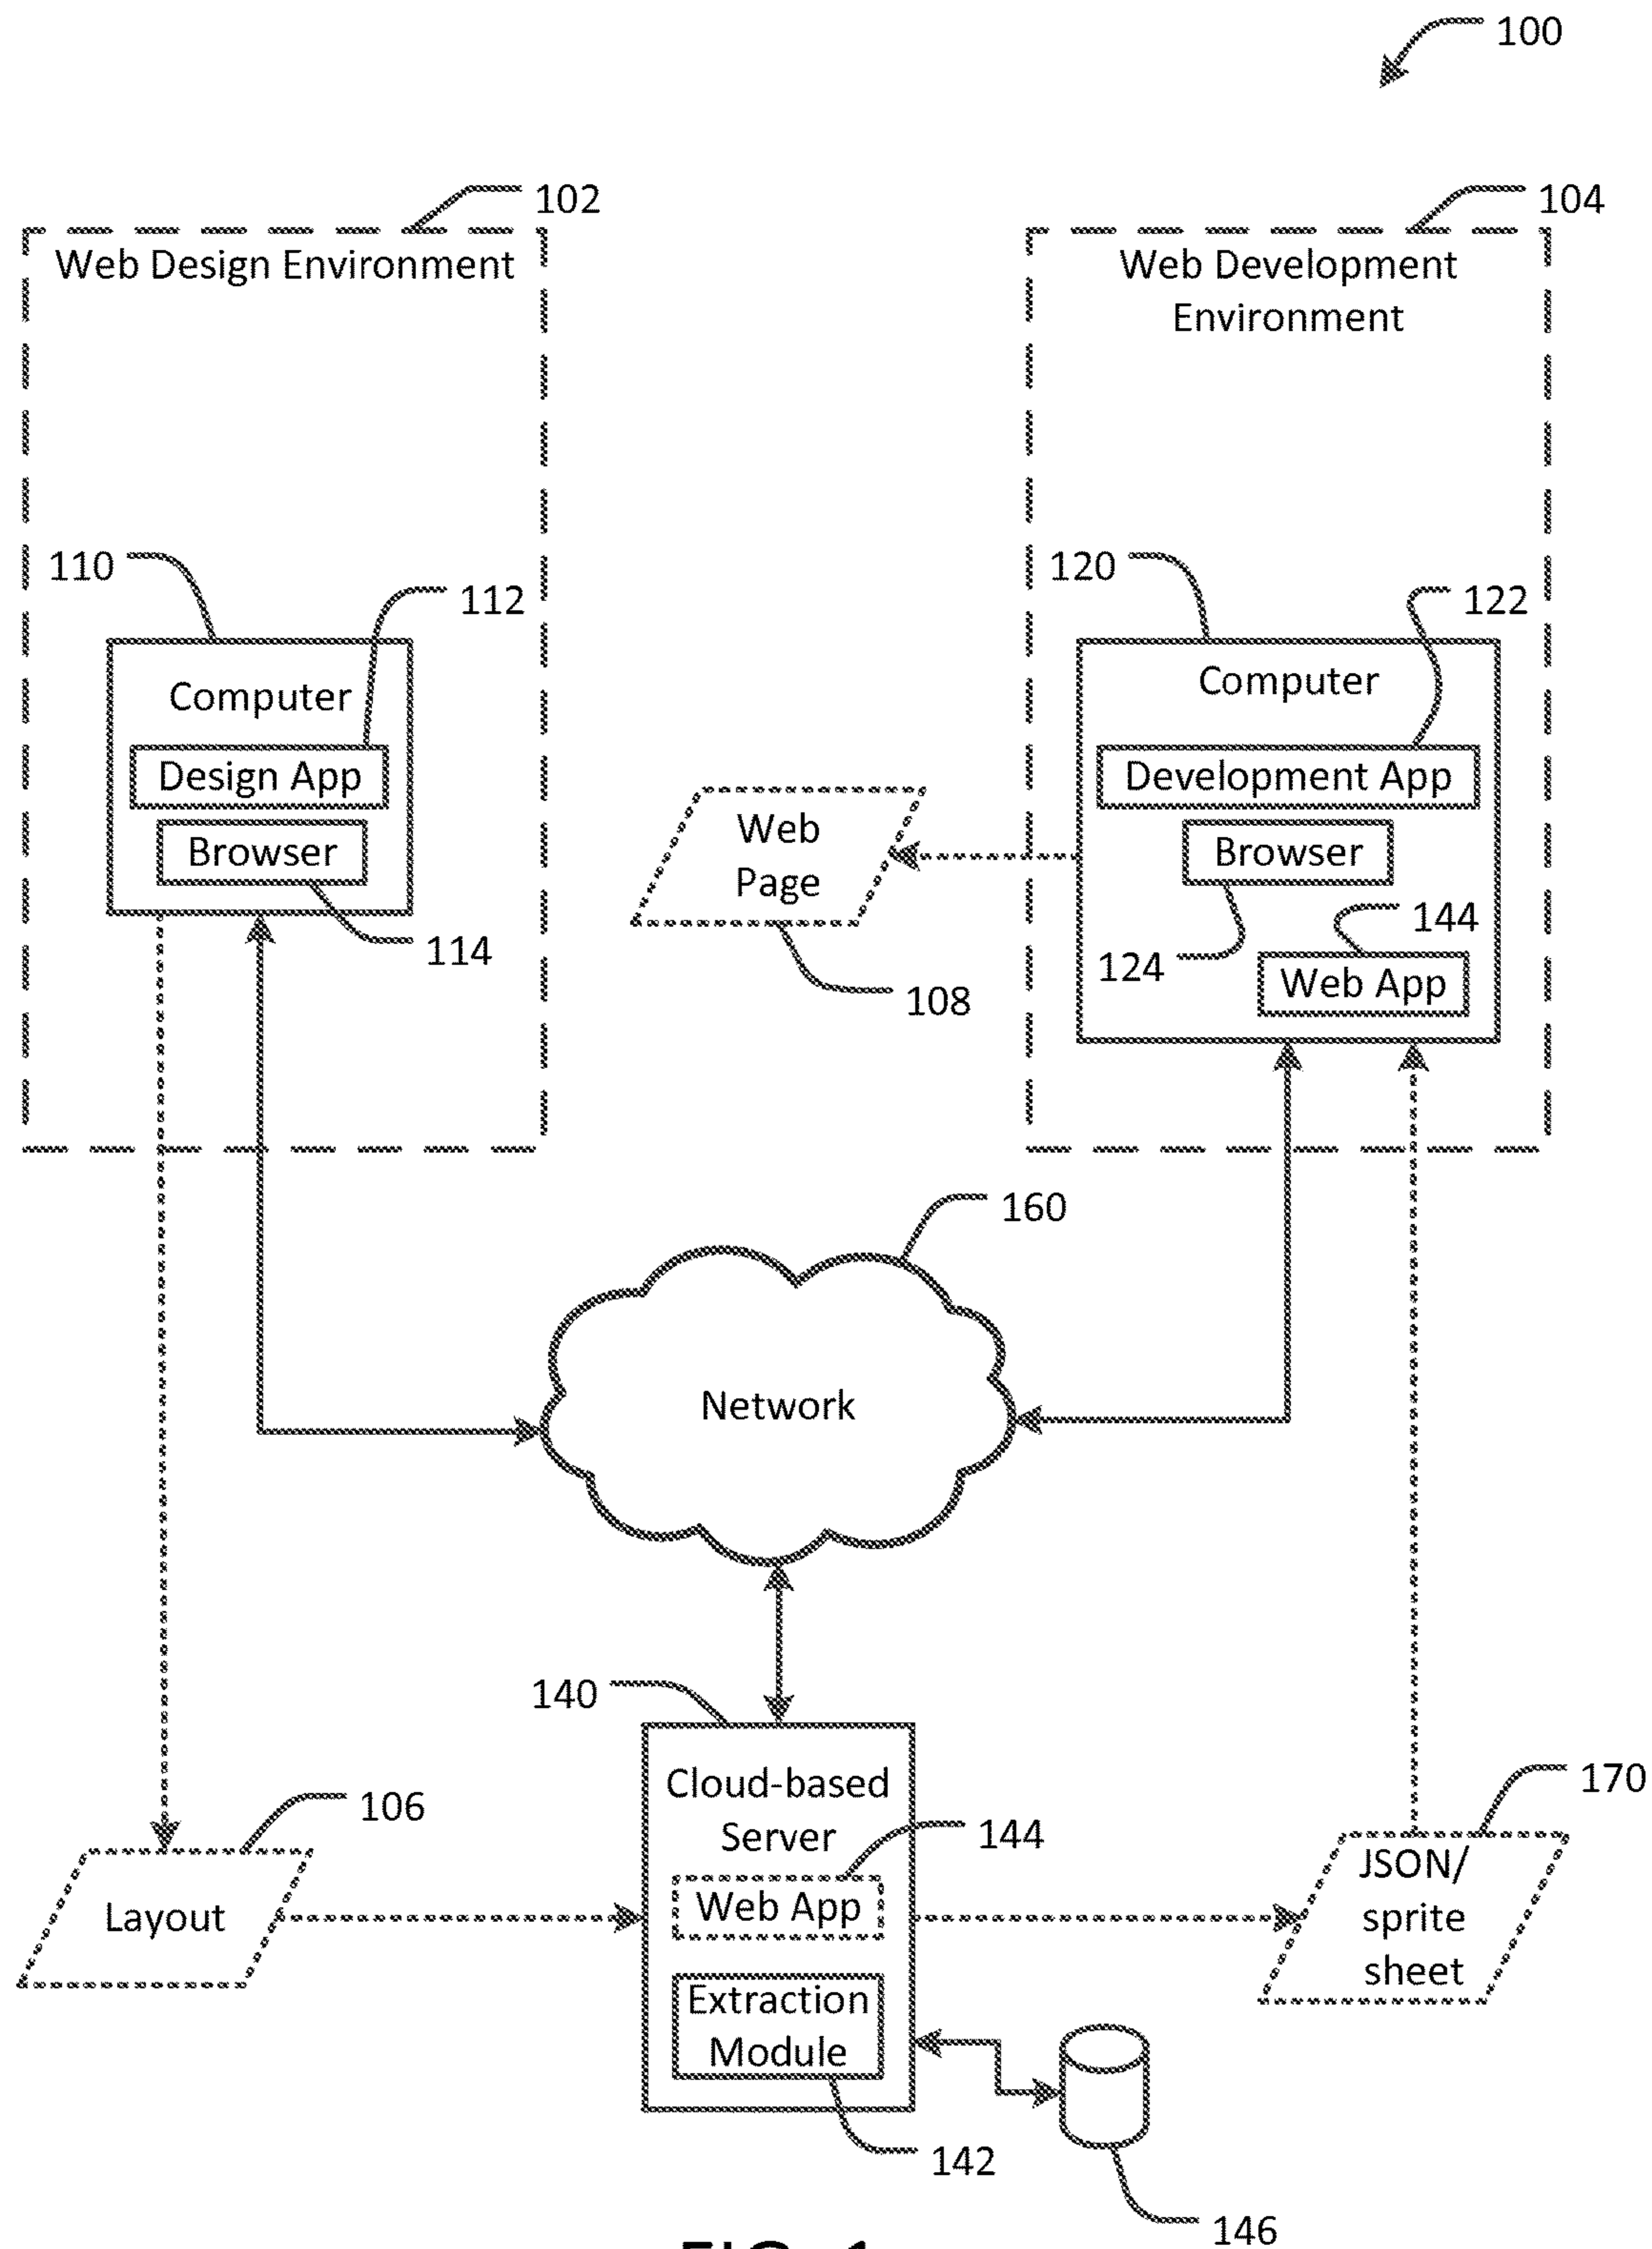 100
102
104
Web Design Environment
Web Development
Environment
110
112
120
122
Computer
Computer
Design App
Development App
Browser
Browser
Web
Page
114
144
124
Web App
108
160
Network
140
Cloud-based
Server
144
170
106
Layout
Web App
JSON/
sprite
sheet
Extraction
Module
142
146